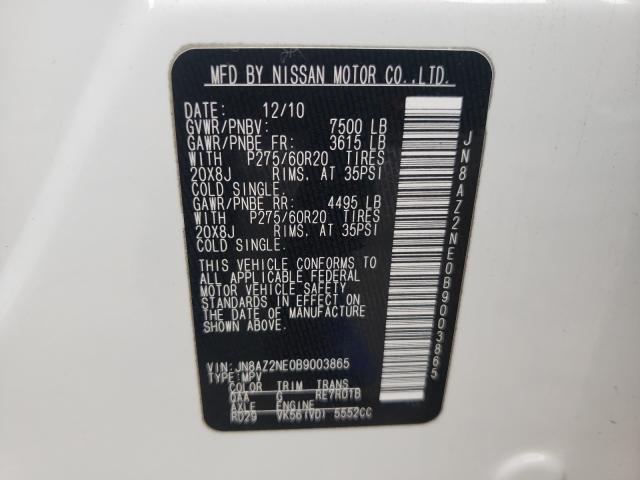 MFD BY NISSAN MOTOR CO.,LTD.
DATE: 12/10
GVWR/PNBV: 7500 LB
GAWR/PNBE FR: 3615 LB
WITH P275/60R20 TIRES
20X8J RIMS. AT 35PSI
COLD SINGLE.
GAWR/PNBE RR: 4495 LB
WITH P275/60R20 TIRES
20X8J RIMS. AT 35PSI
COLD SINGLE.
THIS VEHICLE CONFORMS TO
ALL APPLICABLE FEDERAL
MOTOR VEHICLE SAFETY
STANDARDS IN EFFECT ON
THE DATE OF MANUFACTURE
SHOWN ABOVE.
VIN: JN8AZ2NE0B9003865
TYPE: MPV
COLOR TRIM TRANS
QAA G RE7R01B
AXLE ENGINE
RD29 VK56(VD) 5552CC
JN8AZ2NE0B9003865